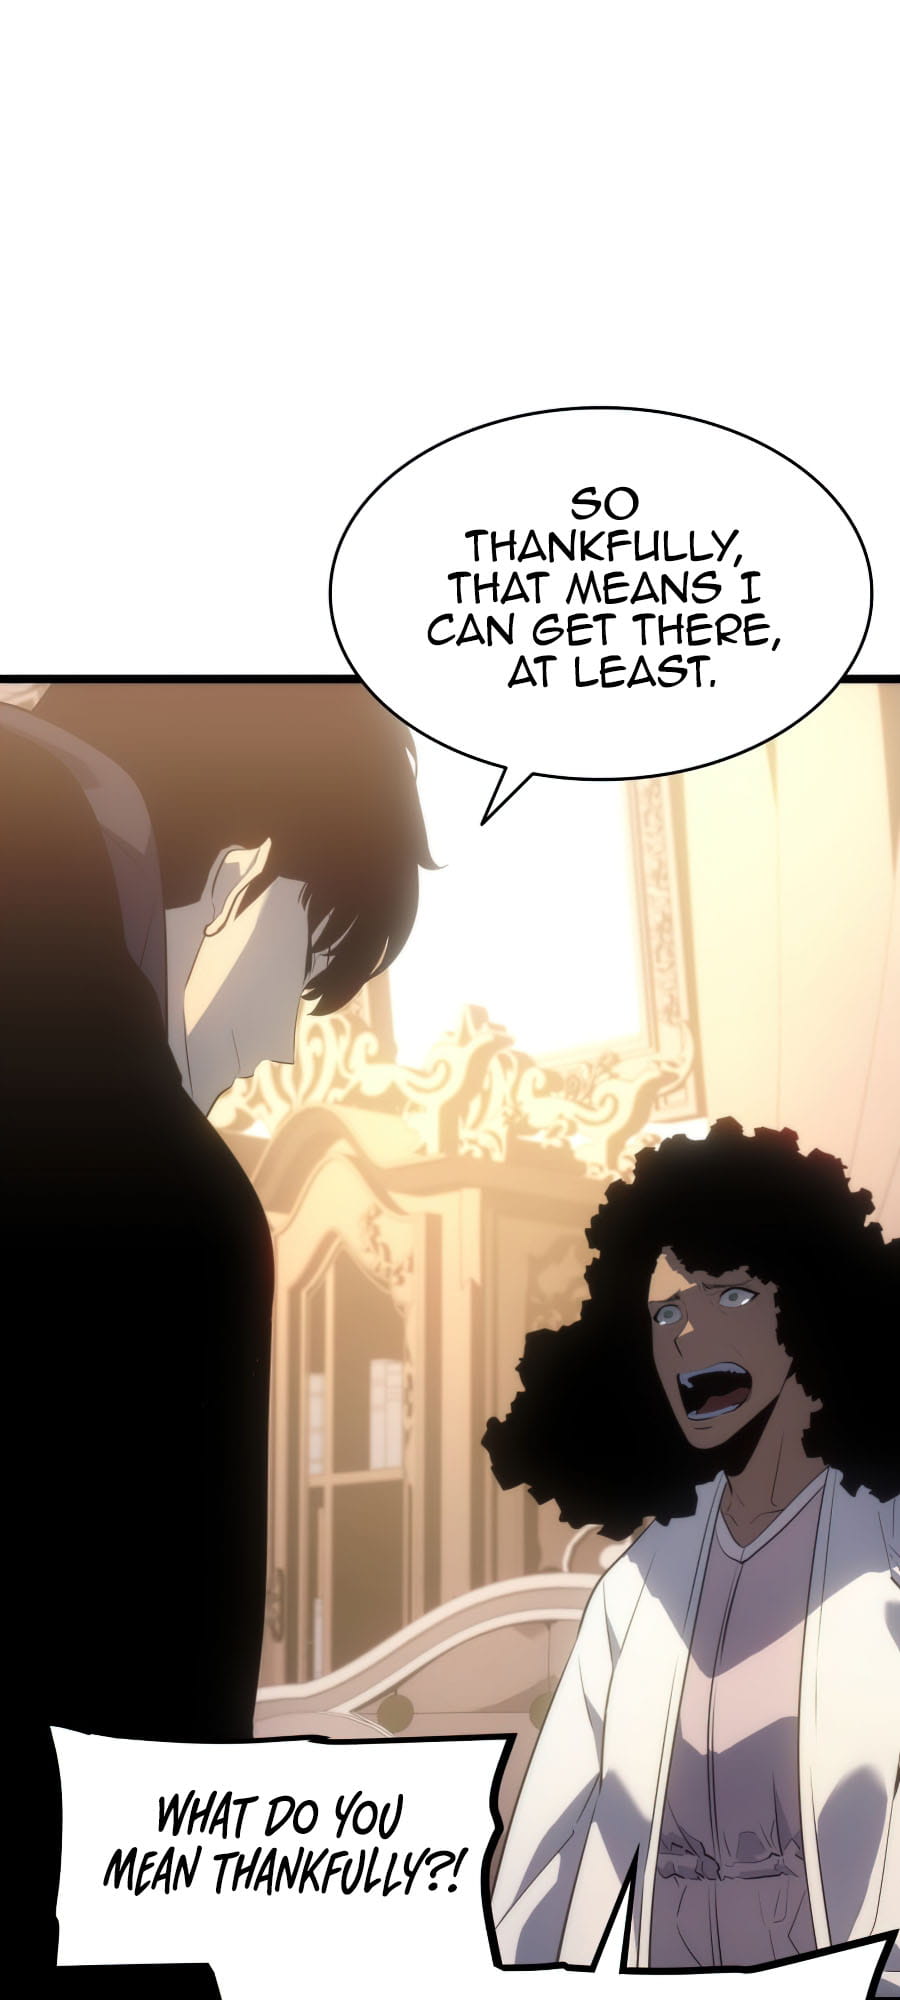 SO
THANKFULLY,
THAT MEANS I
CAN GET THERE,
AT LEAST.
WHAT DO YOU
MEAN THANKFULLY?!